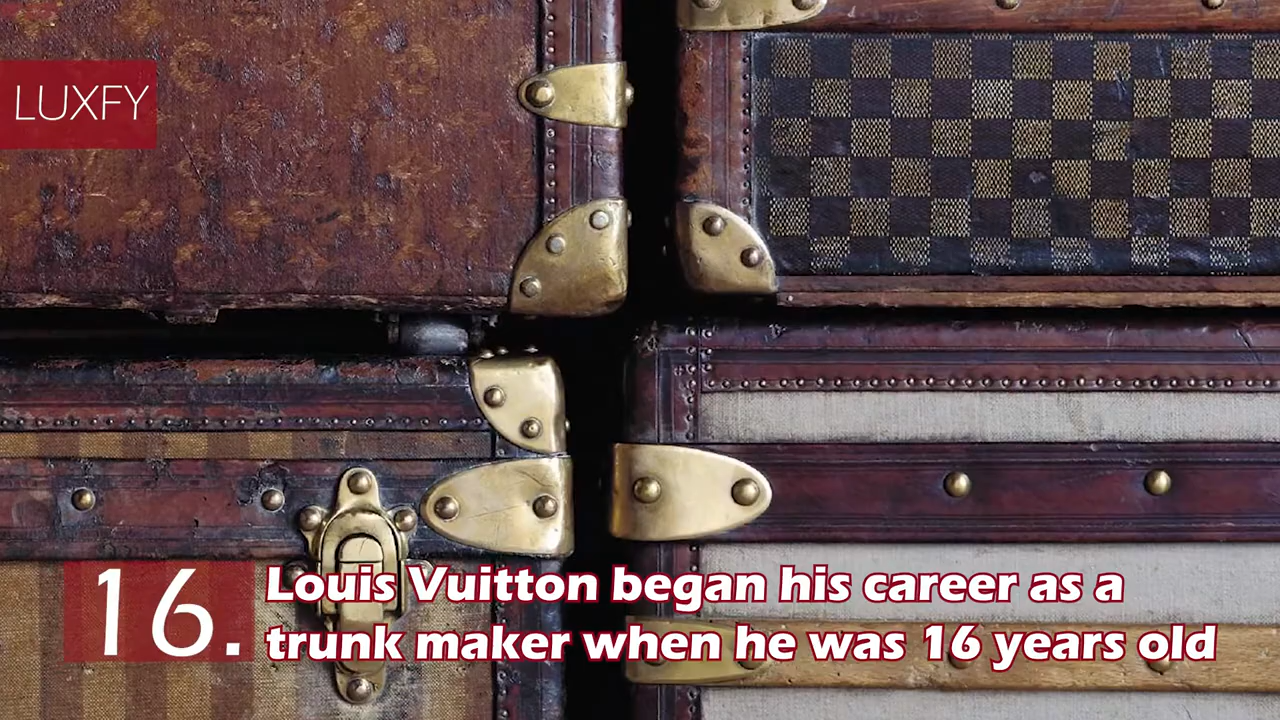 LUXFY
16.
Louis Vuitton began his career as a
trunk maker when he was 16 years old